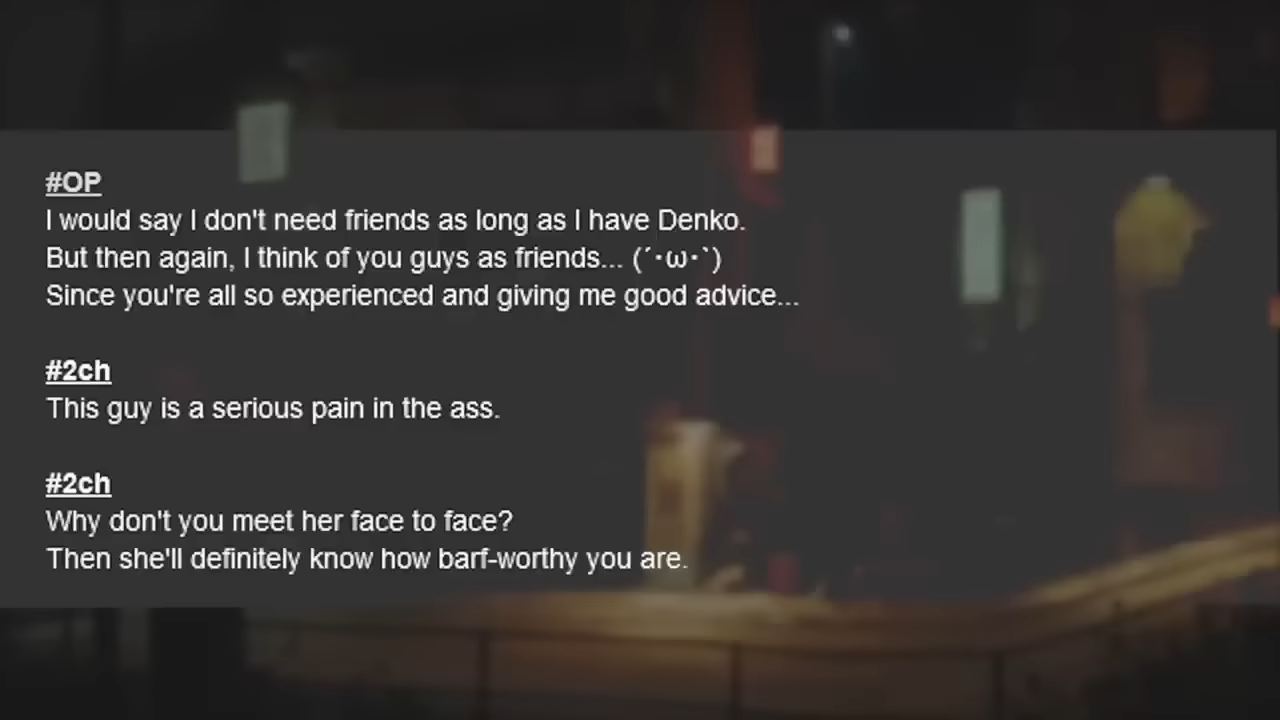 #OP
I would say I don't need friends as long as I have Denko.
But then again, I think of you guys as friends... (´･ω･`)
Since you're all so experienced and giving me good advice...
#2ch
This guy is a serious pain in the ass.
#2ch
Why don't you meet her face to face?
Then she'll definitely know how barf-worthy you are.